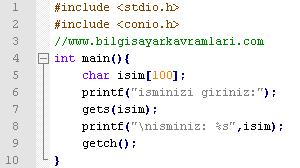 1 #include <stdio.h>
2 #include <conio.h>
3 //www.bilgisayarkavramlari.com
4 int main(){
5 char isim[100];
6 printf("isminizi giriniz:");
7 gets(isim);
8 printf("\nisminiz: %s",isim);
9 getch();
10 }